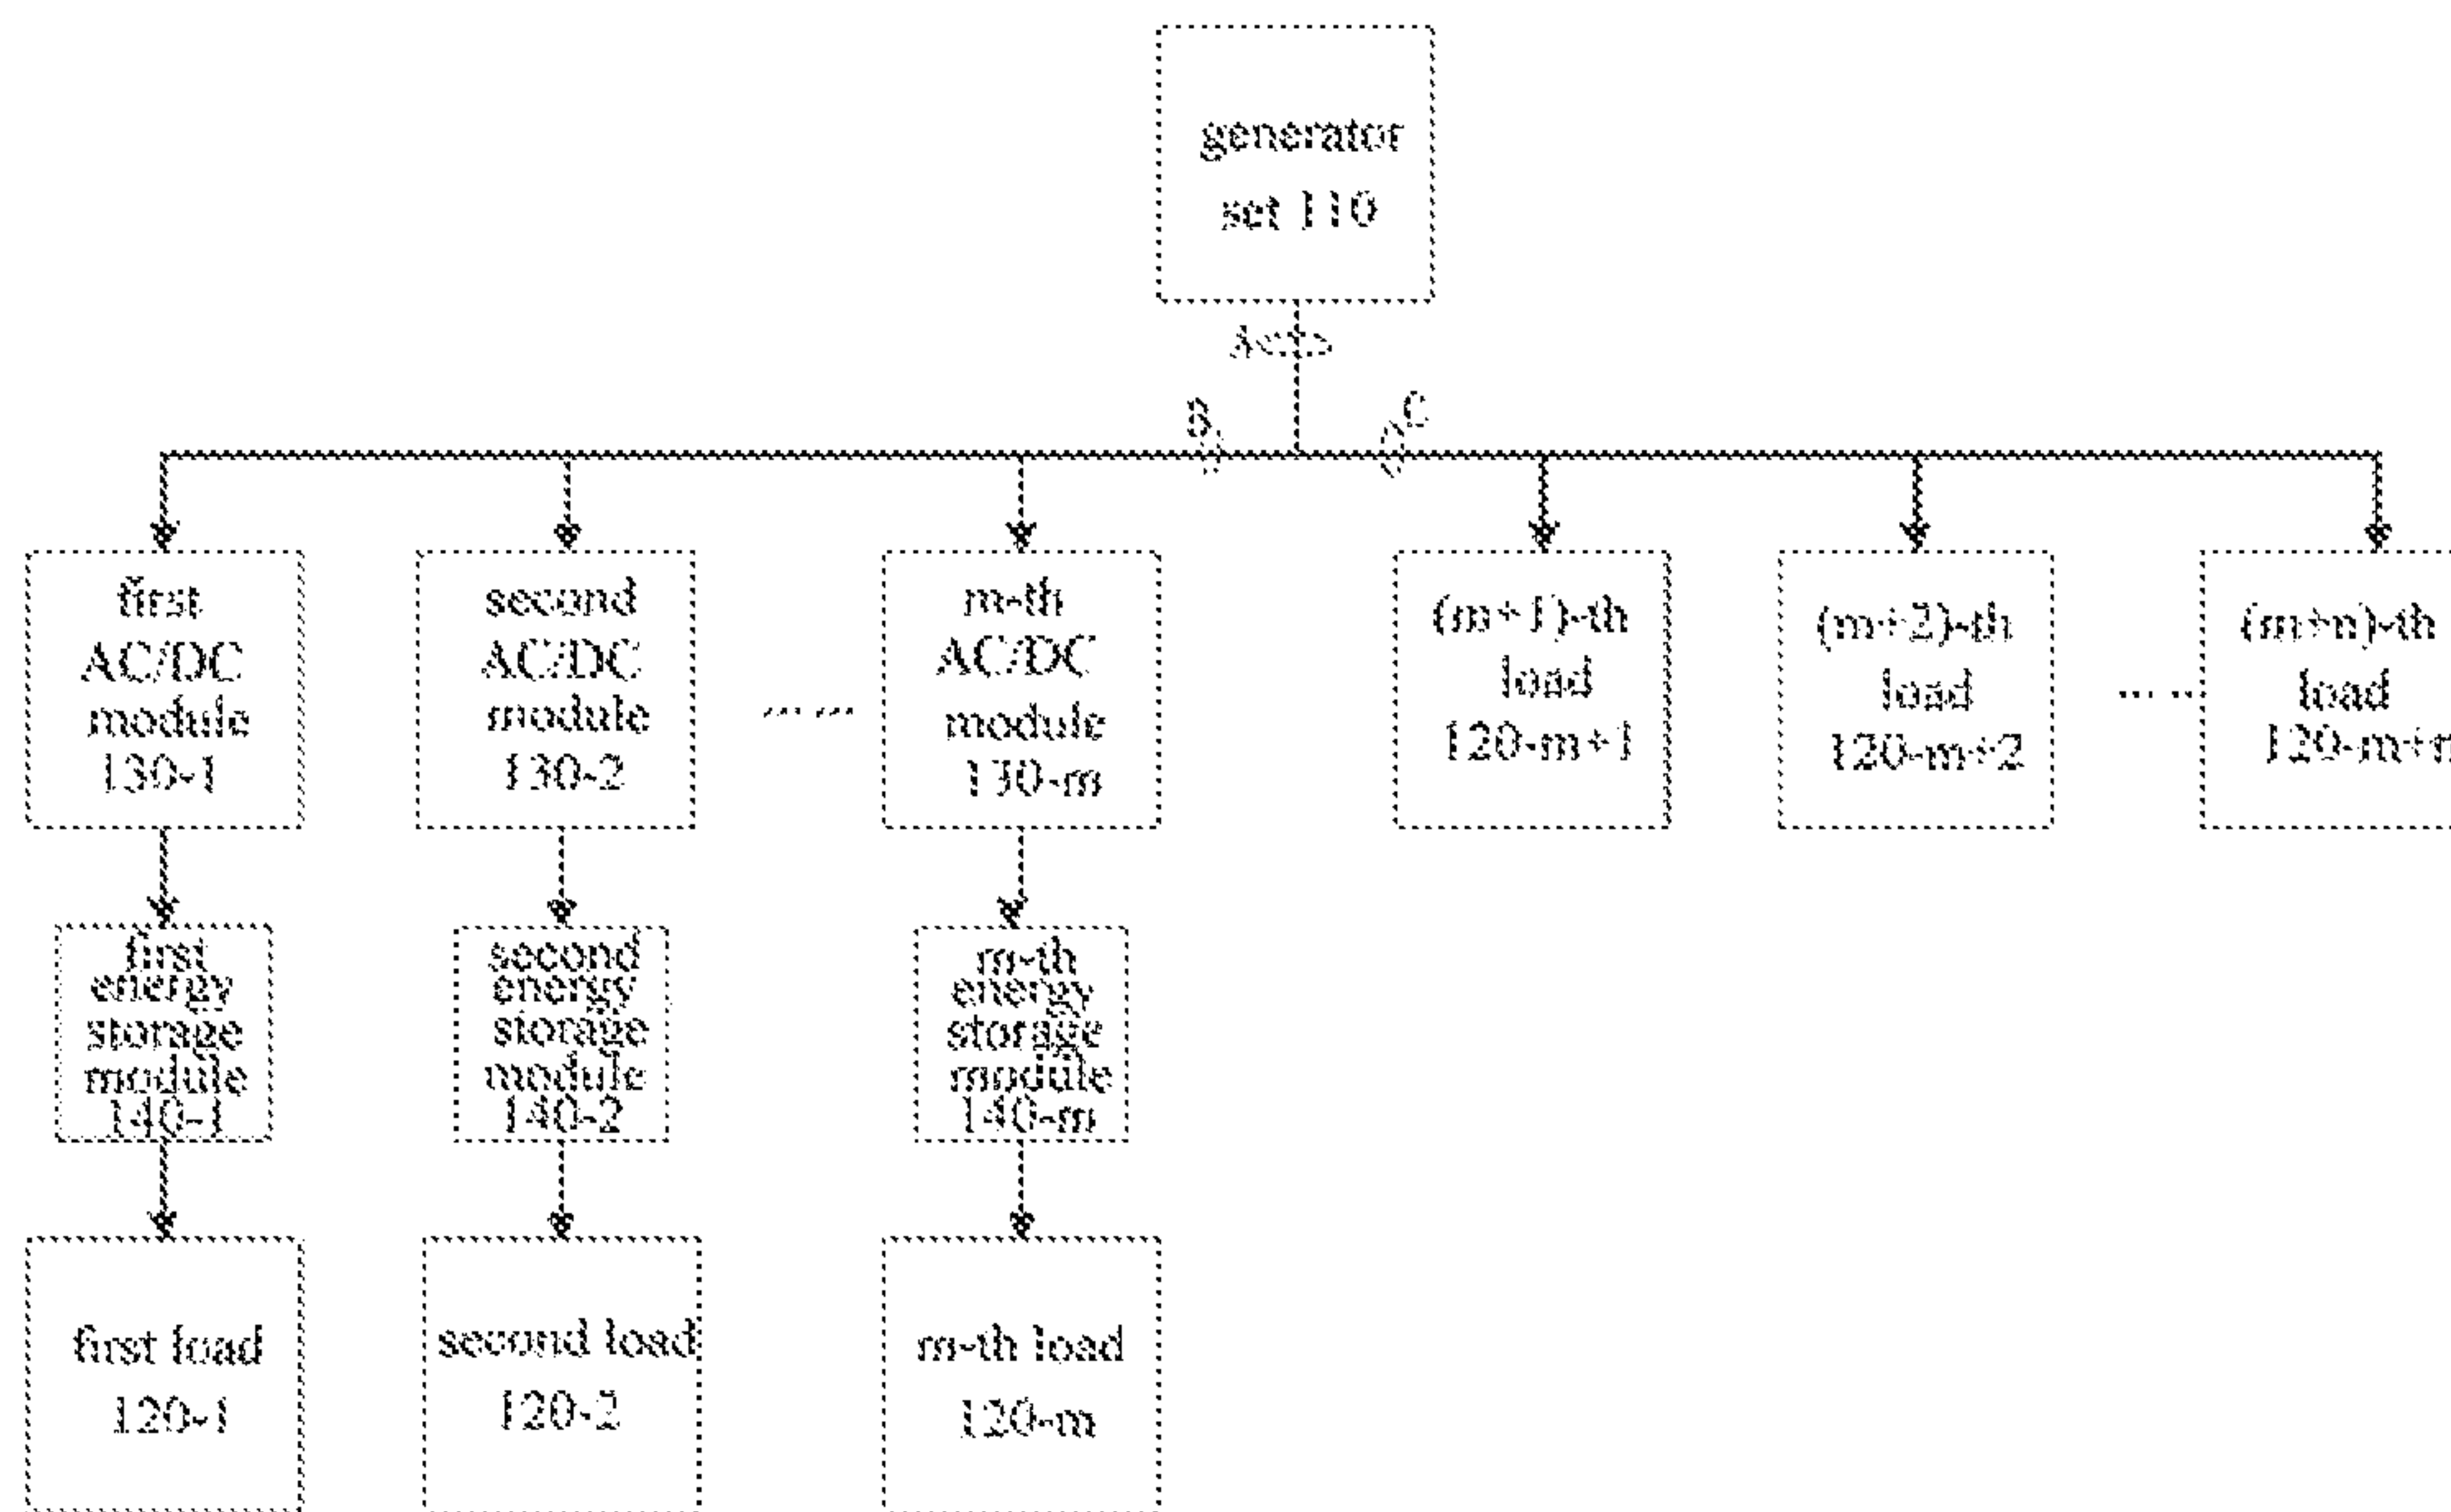 generator
set 110
A
B
C
first
AC/DC
module
130-1
second
AC/DC
module
130-2
... ...
m-th
AC/DC
module
130-m
(m+1)-th
load
120-m+1
(m+2)-th
load
120-m+2
... ...
(m+n)-th
load
120-m+n
first
energy
storage
module
140-1
second
energy
storage
module
140-2
m-th
energy
storage
module
140-m
first load
120-1
second load
120-2
m-th load
120-m